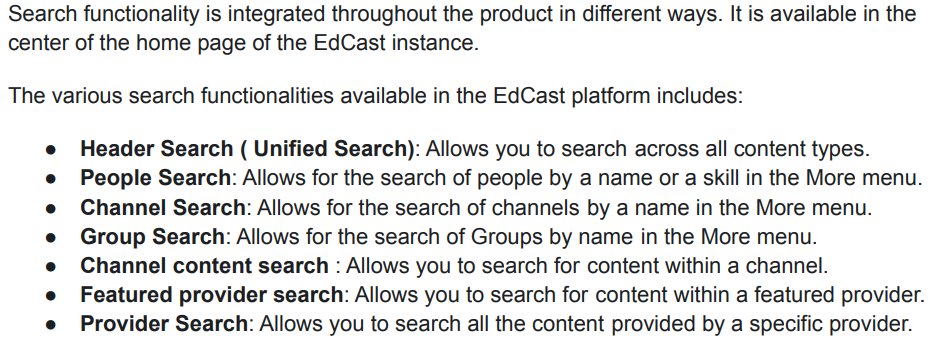 Search functionality is integrated throughout the product in different ways. It is available in the
center of the home page of the EdCast instance.
The various search functionalities available in the EdCast platform includes:
● Header Search ( Unified Search): Allows you to search across all content types.
● People Search: Allows for the search of people by a name or a skill in the More menu.
● Channel Search: Allows for the search of channels by a name in the More menu.
● Group Search: Allows for the search of Groups by name in the More menu.
● Channel content search : Allows you to search for content within a channel.
● Featured provider search: Allows you to search for content within a featured provider.
● Provider Search: Allows you to search all the content provided by a specific provider.